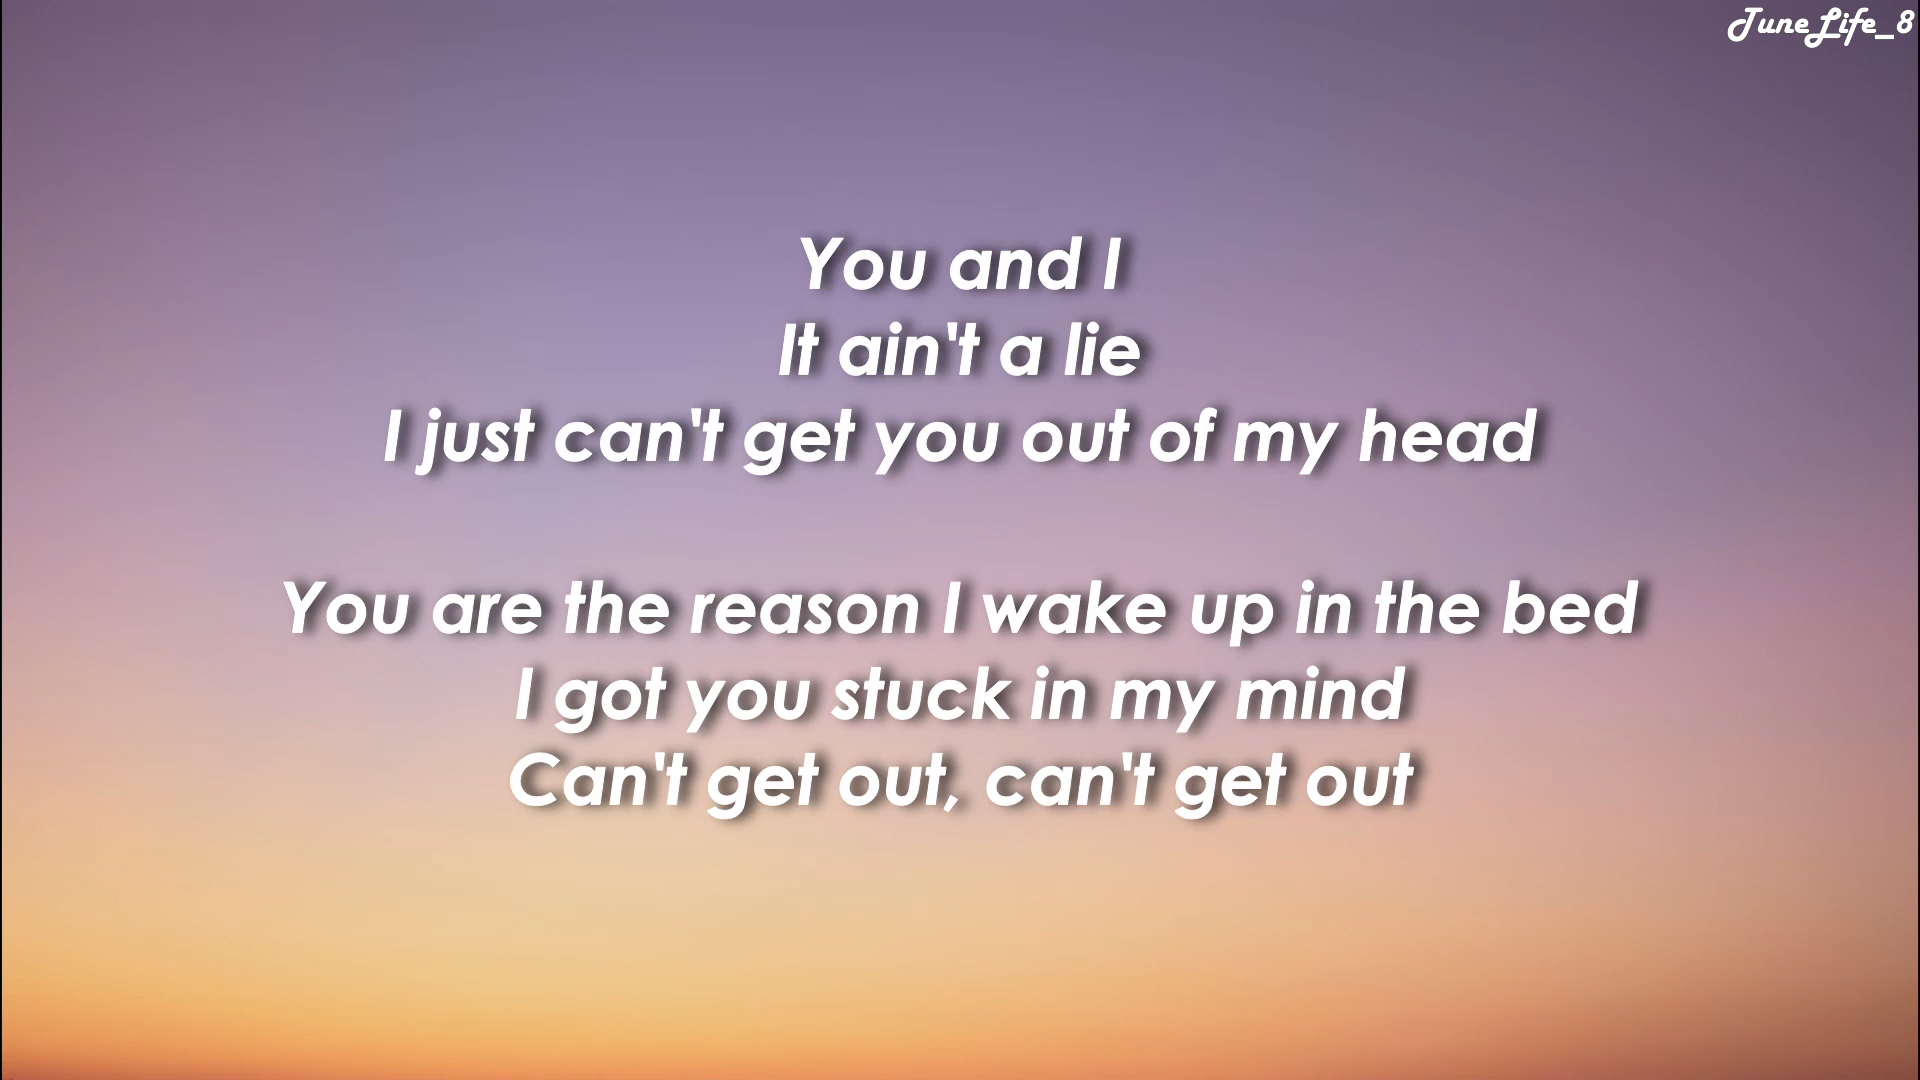 TuneLife_8
You and I
It ain't a lie
I just can't get you out of my head
You are the reason I wake up in the bed
I got you stuck in my mind
Can't get out, can't get out